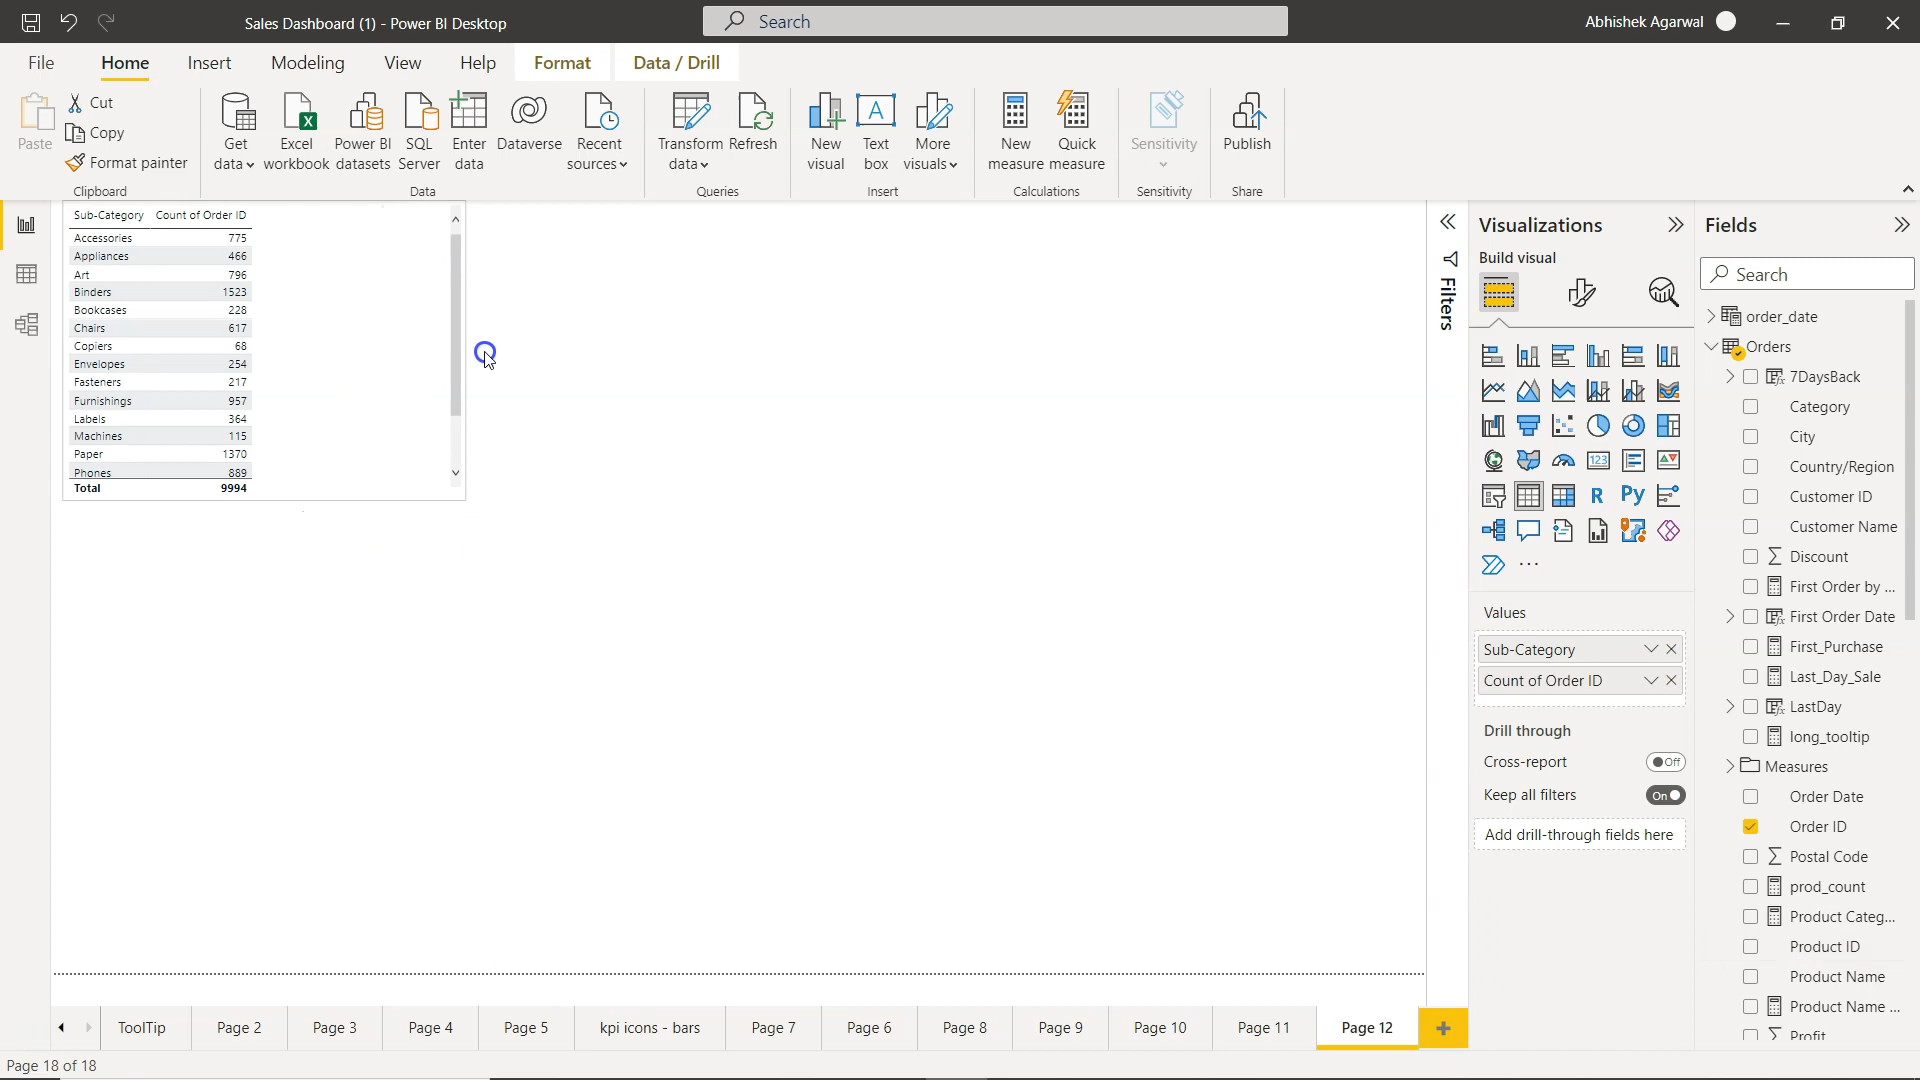 Sales Dashboard (1) - Power BI Desktop
Search
Abhishek Agarwal
File Home Insert Modeling View Help Format Data / Drill
Paste
Cut
Copy
Format painter
Clipboard
Get data
Excel workbook
Power BI datasets
SQL Server
Enter data
Dataverse
Recent sources
Data
Transform data
Refresh
Queries
New visual
Text box
More visuals
Insert
New measure
Quick measure
Calculations
Sensitivity
Sensitivity
Publish
Share
Sub-Category Count of Order ID
Accessories 775
Appliances 466
Art 796
Binders 1523
Bookcases 228
Chairs 617
Copiers 68
Envelopes 254
Fasteners 217
Furnishings 957
Labels 364
Machines 115
Paper 1370
Phones 889
Total 9994
Filters
Visualizations
Build visual
123
R
Py
...
Values
Sub-Category
Count of Order ID
Drill through
Cross-report Off
Keep all filters On
Add drill-through fields here
Fields
Search
order_date
Orders
7DaysBack
Category
City
Country/Region
Customer ID
Customer Name
Discount
First Order by ...
First Order Date
First_Purchase
Last_Day_Sale
LastDay
long_tooltip
Measures
Order Date
Order ID
Postal Code
prod_count
Product Categ...
Product ID
Product Name
Product Name ...
Profit
ToolTip Page 2 Page 3 Page 4 Page 5 kpi icons - bars Page 7 Page 6 Page 8 Page 9 Page 10 Page 11 Page 12
Page 18 of 18